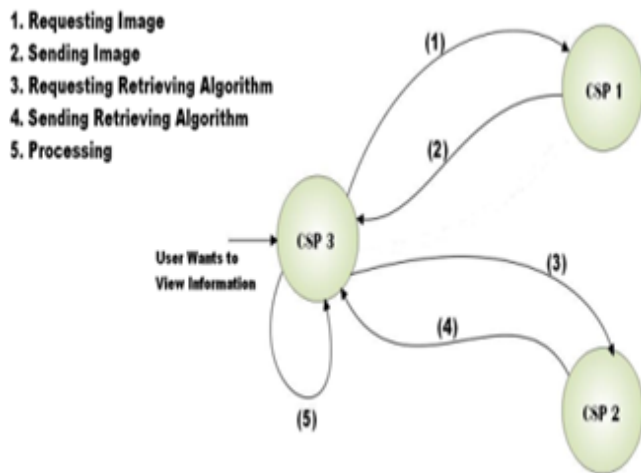 1. Requesting Image
2. Sending Image
3. Requesting Retrieving Algorithm
4. Sending Retrieving Algorithm
5. Processing
(1)
CSP 1
(2)
CSP 3
User Wants to
View Information
(3)
(4)
(5)
CSP 2